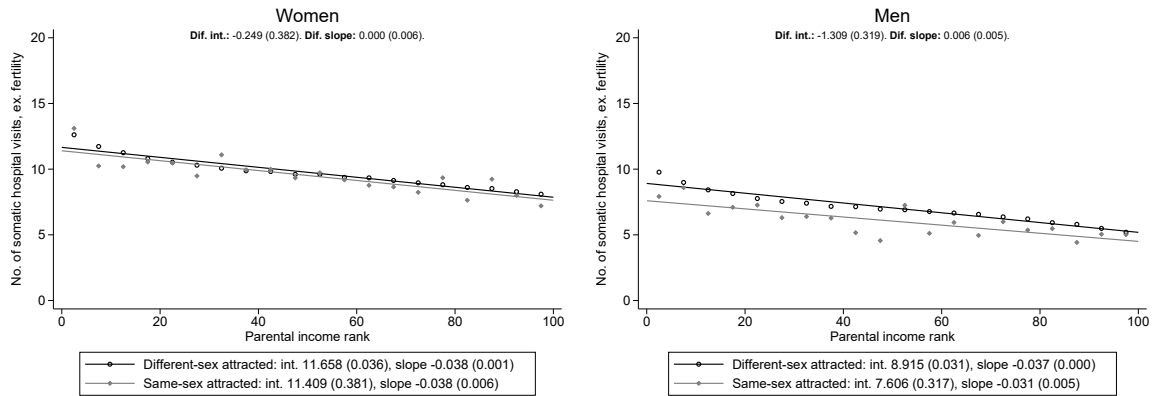 Women
Dif. int.: -0.249 (0.382). Dif. slope: 0.000 (0.006).
No. of somatic hospital visits, ex. fertility
20
15
10
5
0
0 20 40 60 80 100
Parental income rank
Different-sex attracted: int. 11.658 (0.036), slope -0.038 (0.001)
Same-sex attracted: int. 11.409 (0.381), slope -0.038 (0.006)
Men
Dif. int.: -1.309 (0.319). Dif. slope: 0.006 (0.005).
No. of somatic hospital visits, ex. fertility
20
15
10
5
0
0 20 40 60 80 100
Parental income rank
Different-sex attracted: int. 8.915 (0.031), slope -0.037 (0.000)
Same-sex attracted: int. 7.606 (0.317), slope -0.031 (0.005)